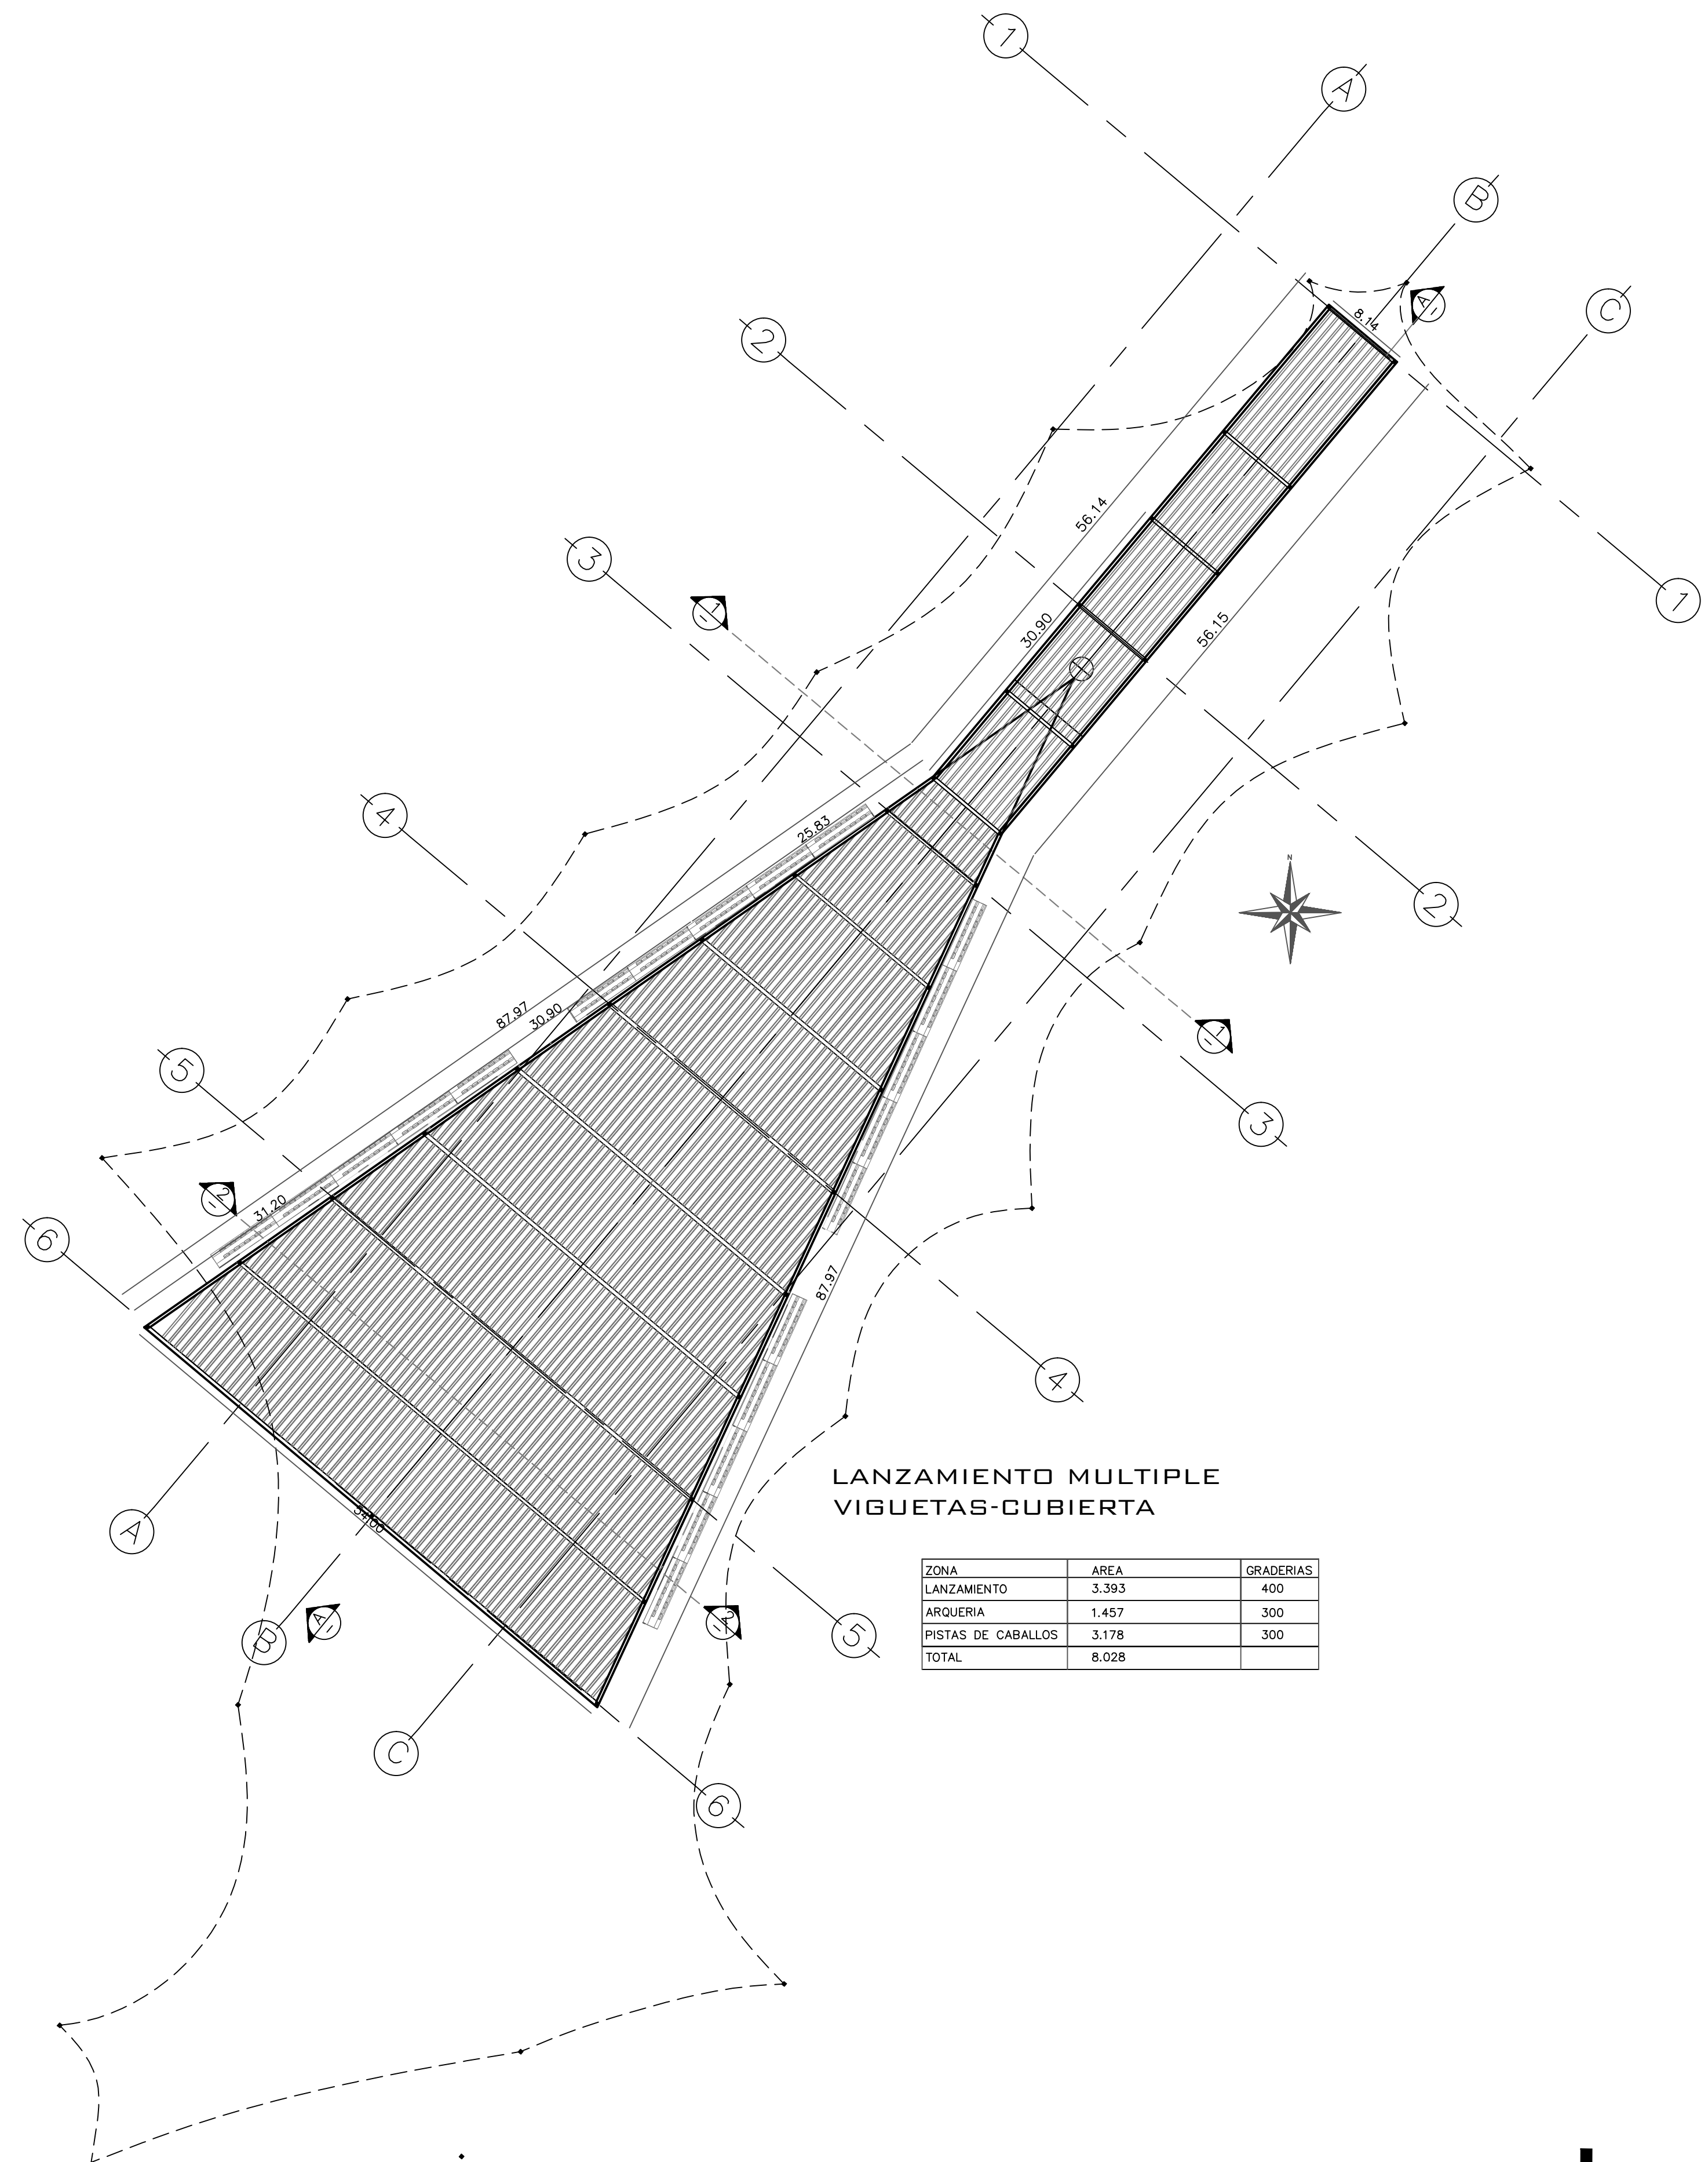 1
A
B
C
8.14
A
2
56.14
3
1
30.90
56.15
1
4
25.83
N
2
87.97
30.90
1
5
3
2
31.20
6
87.97
4
LANZAMIENTO MULTIPLE
VIGUETAS-CUBIERTA
A
34.00
ZONA AREA GRADERIAS
LANZAMIENTO 3.393 400
ARQUERIA 1.457 300
PISTAS DE CABALLOS 3.178 300
TOTAL 8.028
B
A
2
5
C
6